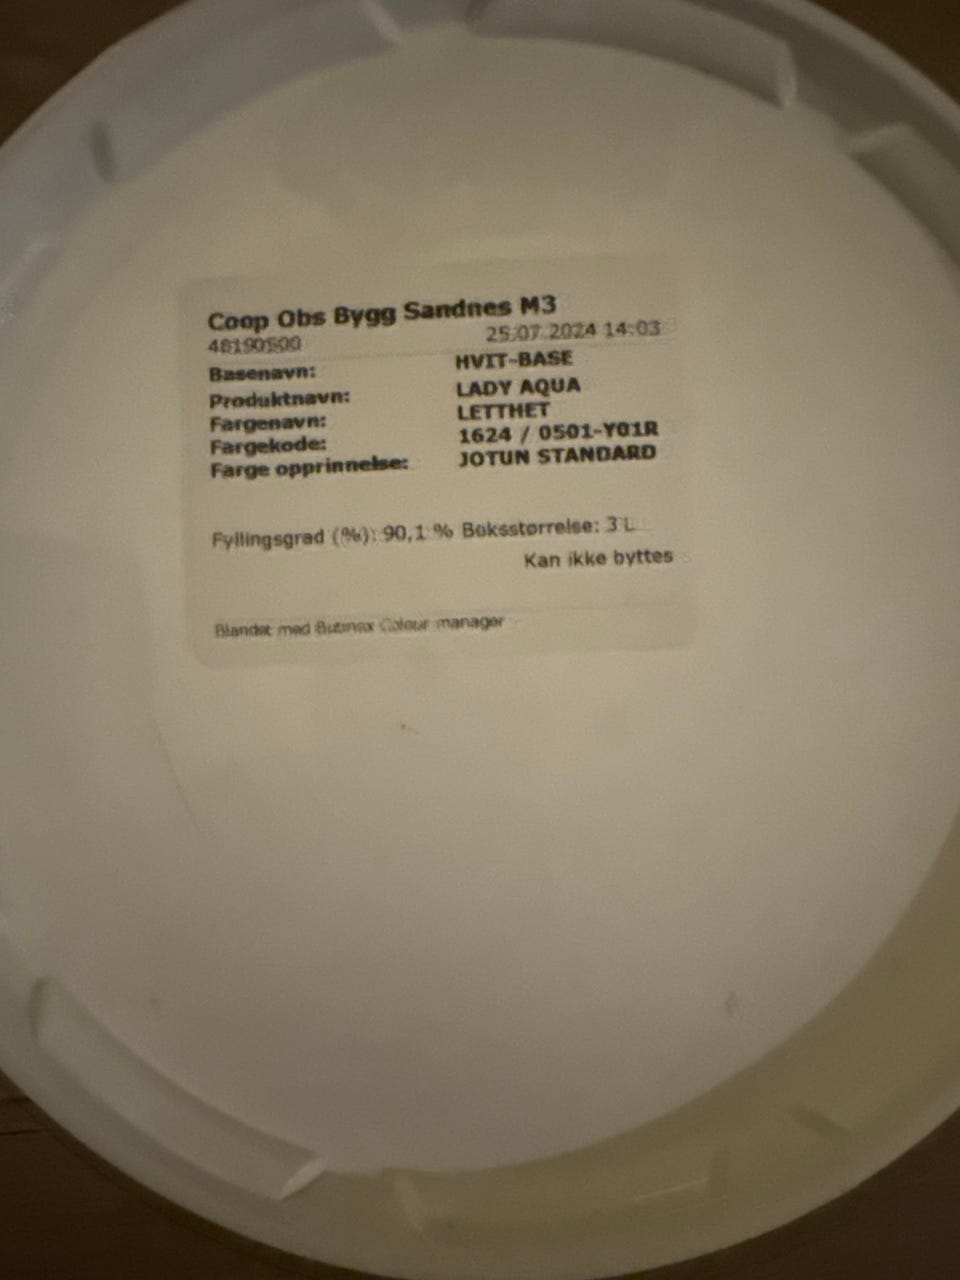 Coop Obs Bygg Sandnes M3
25.07.2024 14:03
Basenavn: HVIT-BASE
Produktnavn: LADY AQUA
Fargenavn: LETTHET
Fargekode: 1624 / 0501-Y01R
Farge opprinnelse: JOTUN STANDARD
Fyllingsgrad (%): 90,1 % Boksstørrelse: 3 L
Kan ikke byttes
Blandet med Colour manager